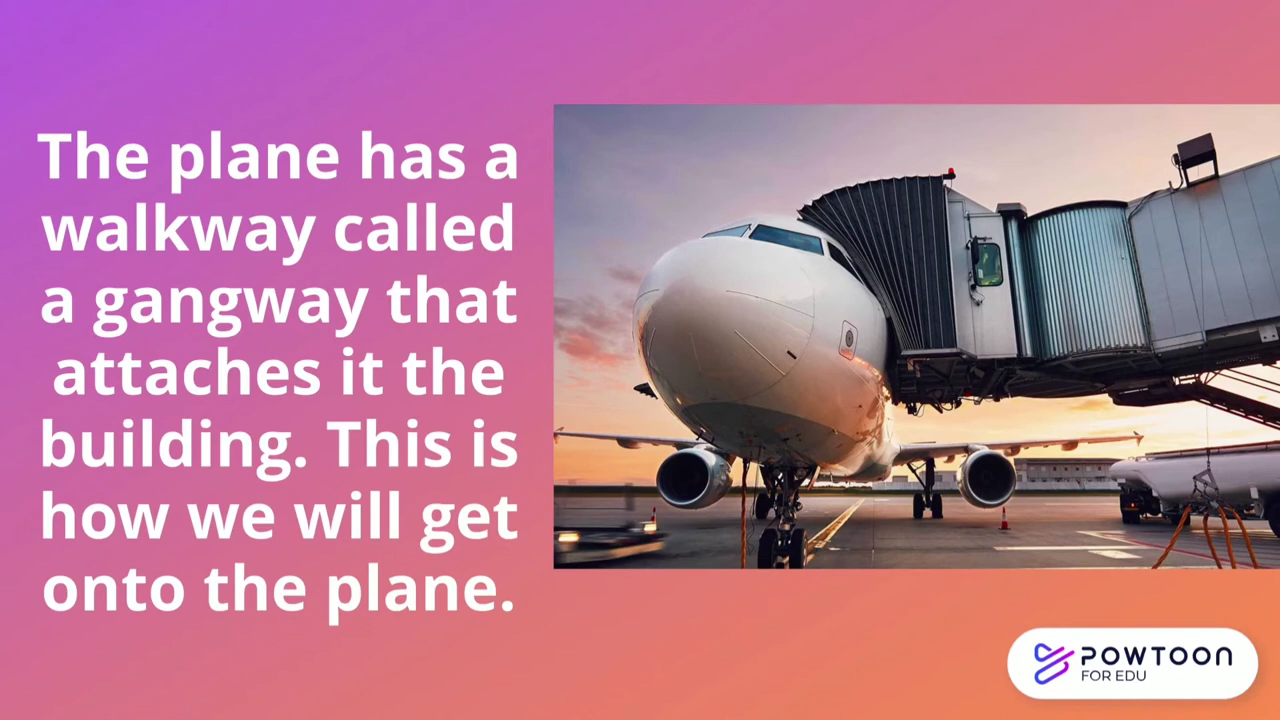 The plane has a
walkway called
a gangway that
attaches it the
building. This is
how we will get
onto the plane.
POWTOON
FOR EDU